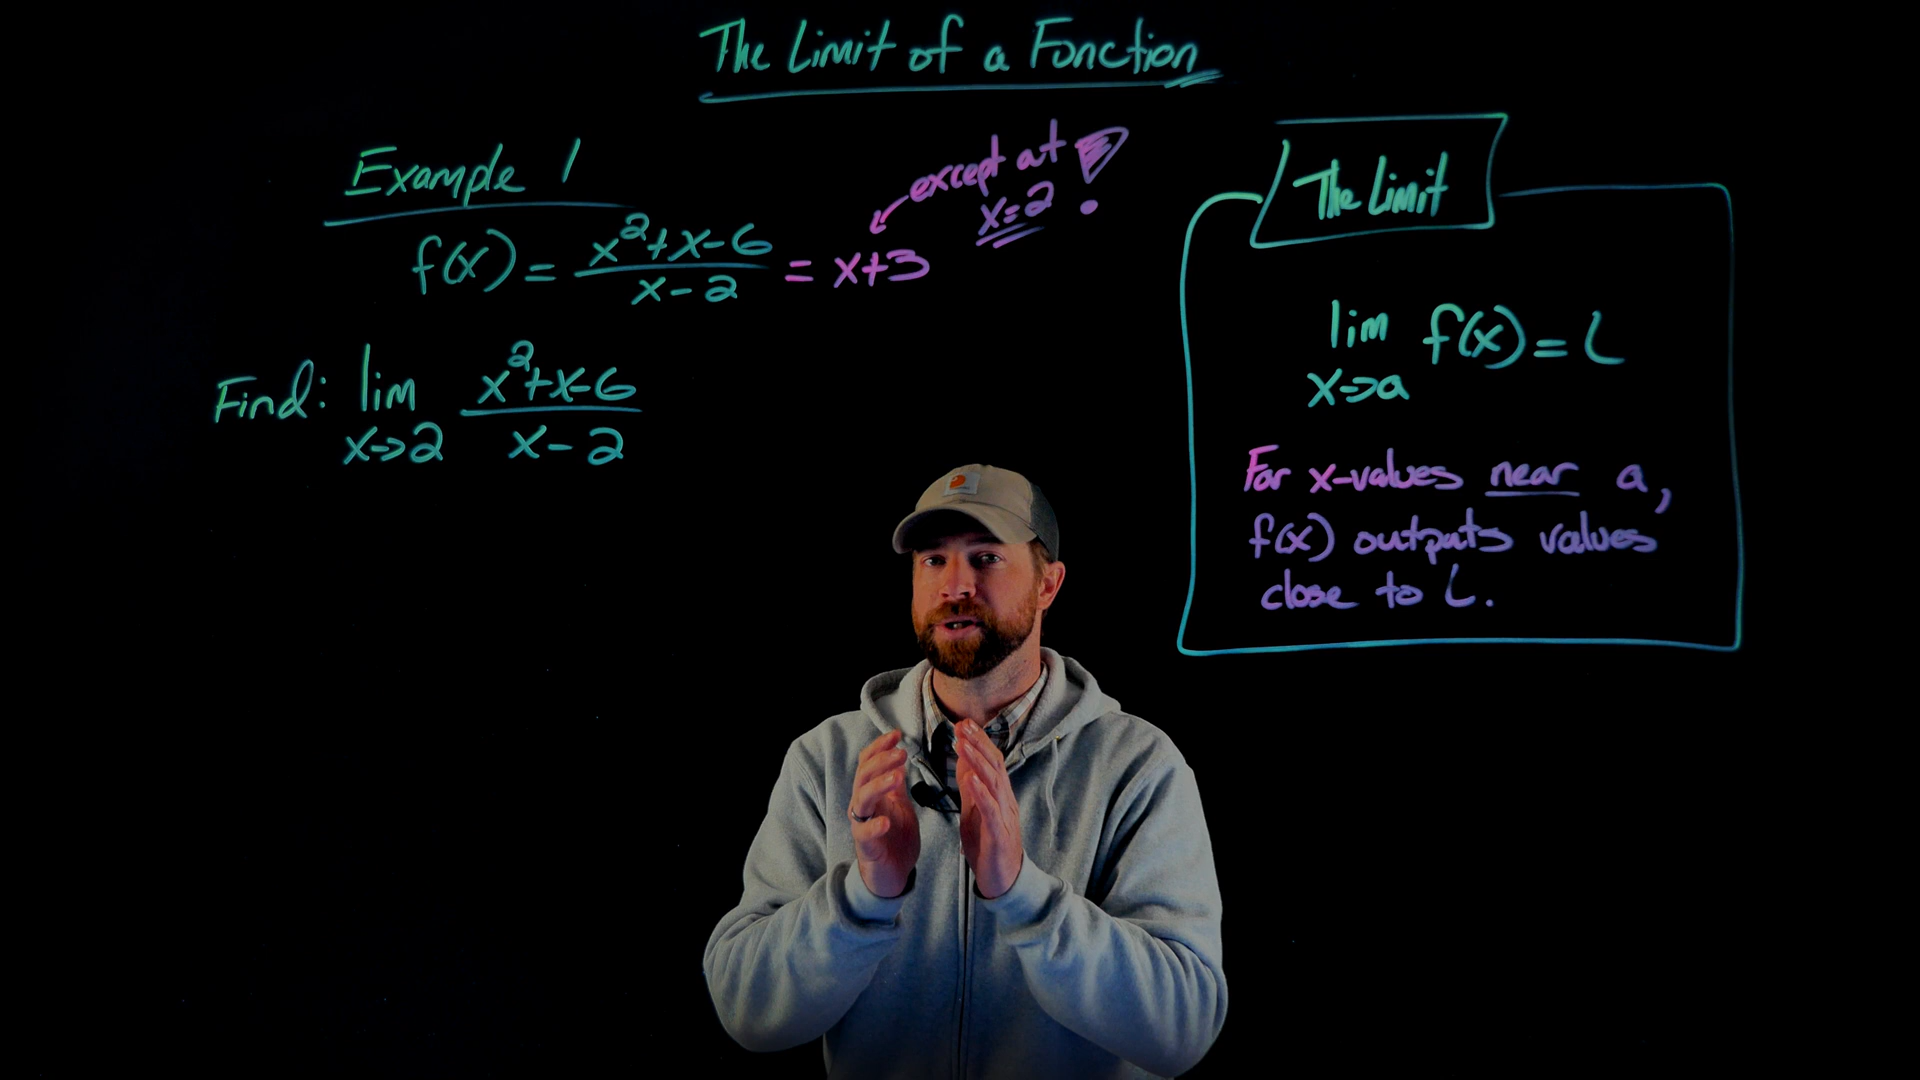 The Limit of a Function
Example 1
f(x) = (x²+x-6)/(x-2) = x+3
except at
x=2 !
Find: lim x→2 (x²+x-6)/(x-2)
The Limit
lim x→a f(x) = L
For x-values near a,
f(x) outputs values
close to L.